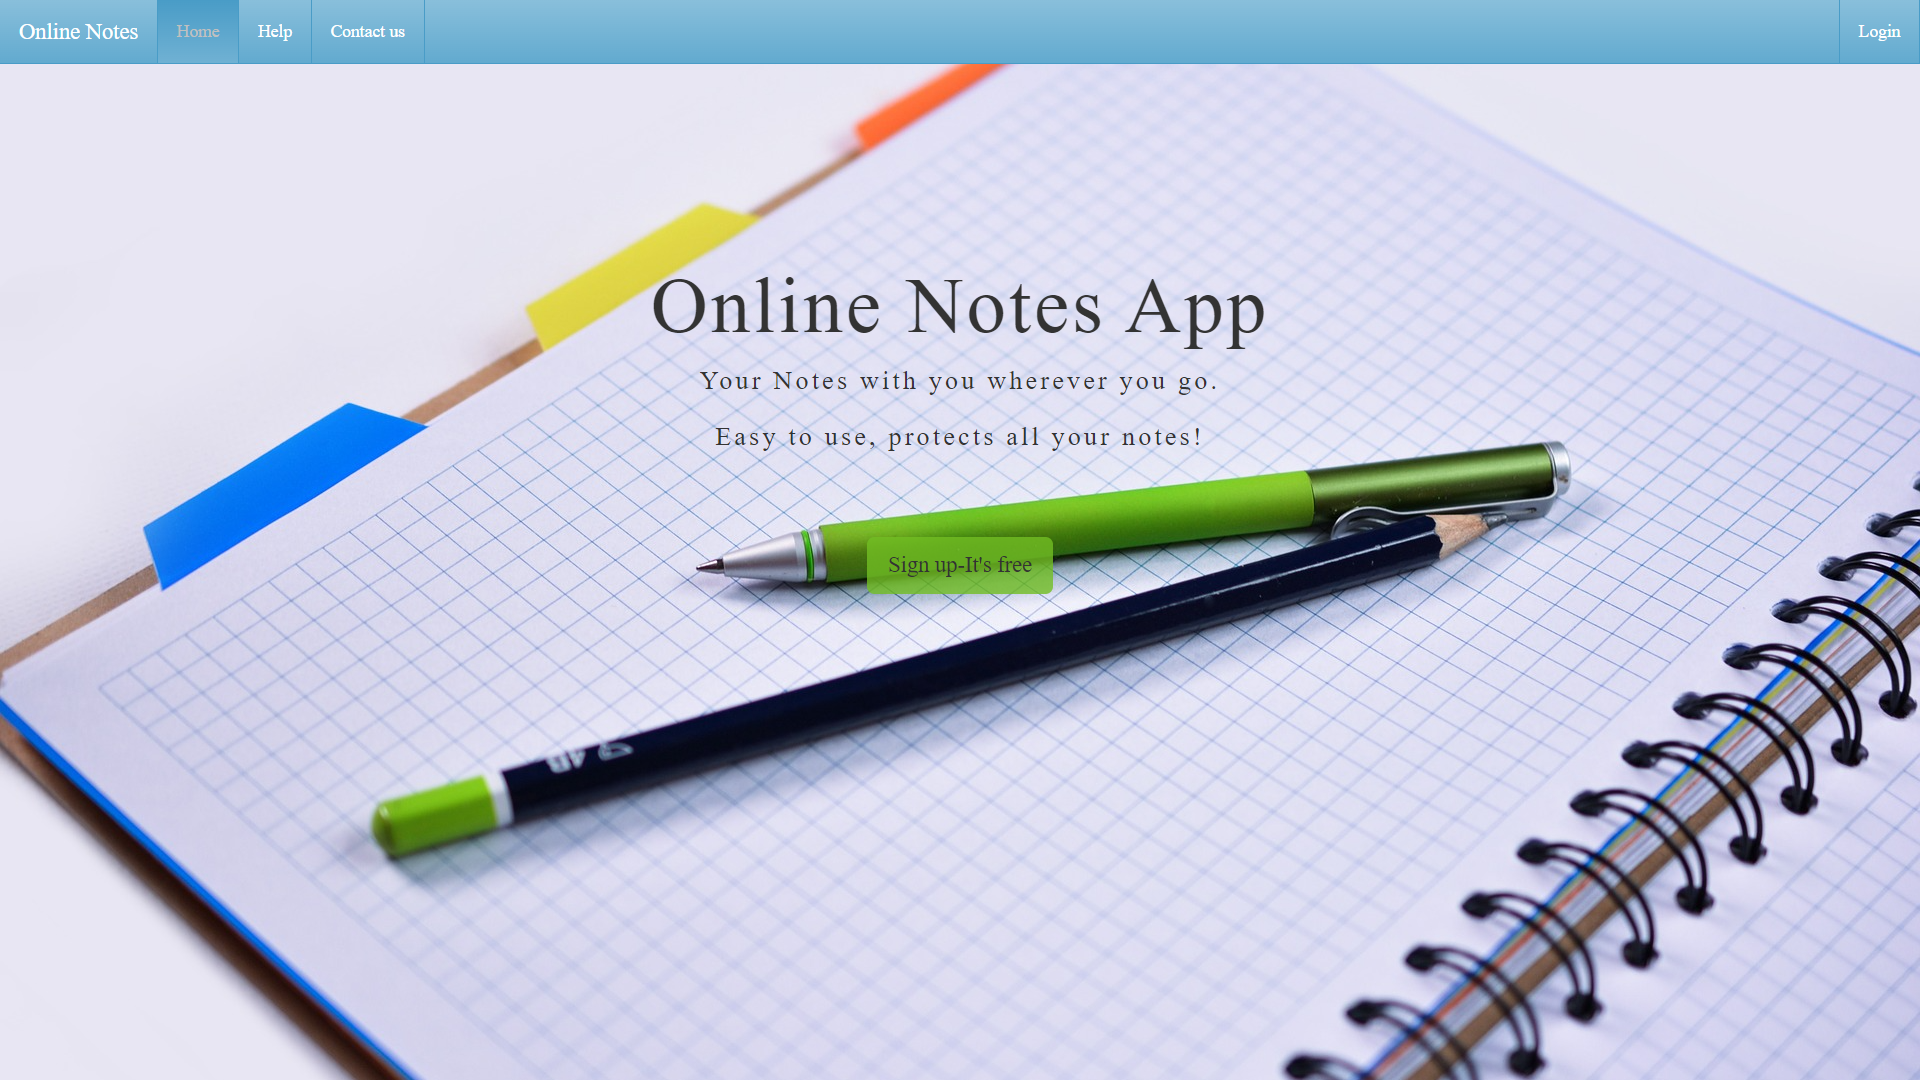 Online Notes
Home
Help
Contact us
Login
Online Notes App
Your Notes with you wherever you go.
Easy to use, protects all your notes!
Sign up-It's free
4B